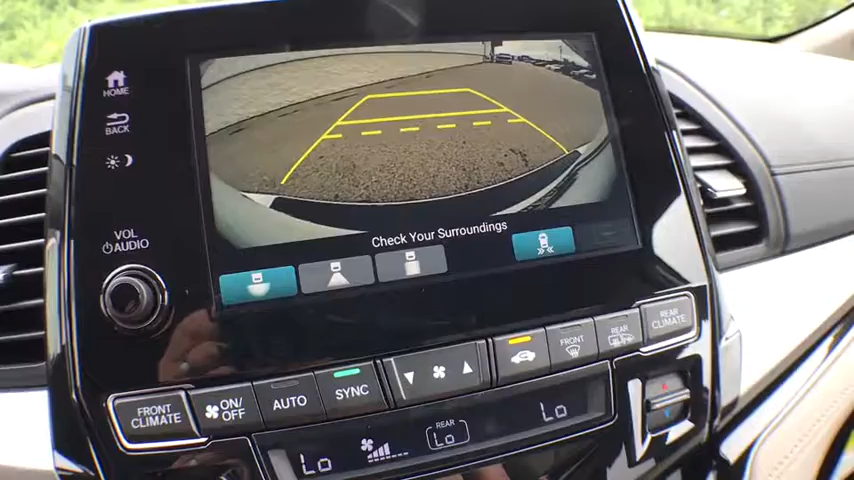 HOME
BACK
VOL
AUDIO
Check Your Surroundings
FRONT
CLIMATE
ON/
OFF
AUTO
SYNC
FRONT
REAR
REAR
CLIMATE
Lo
REAR
Lo
Lo